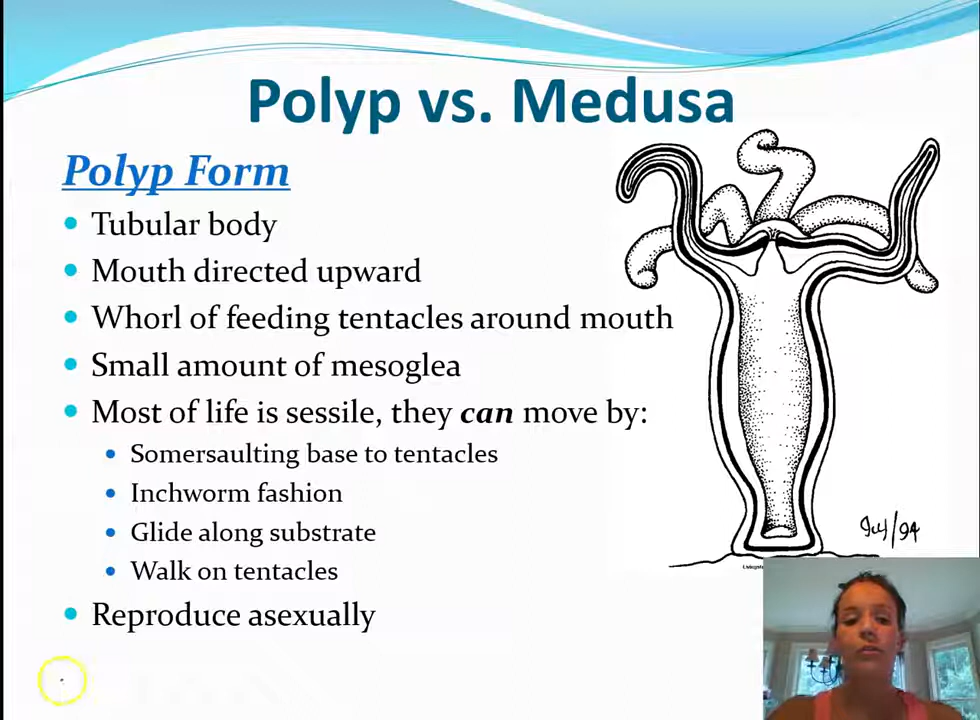 Polyp vs. Medusa
Polyp Form
Tubular body
Mouth directed upward
Whorl of feeding tentacles around mouth
Small amount of mesoglea
Most of life is sessile, they can move by:
Somersaulting base to tentacles
Inchworm fashion
Glide along substrate
Walk on tentacles
Reproduce asexually